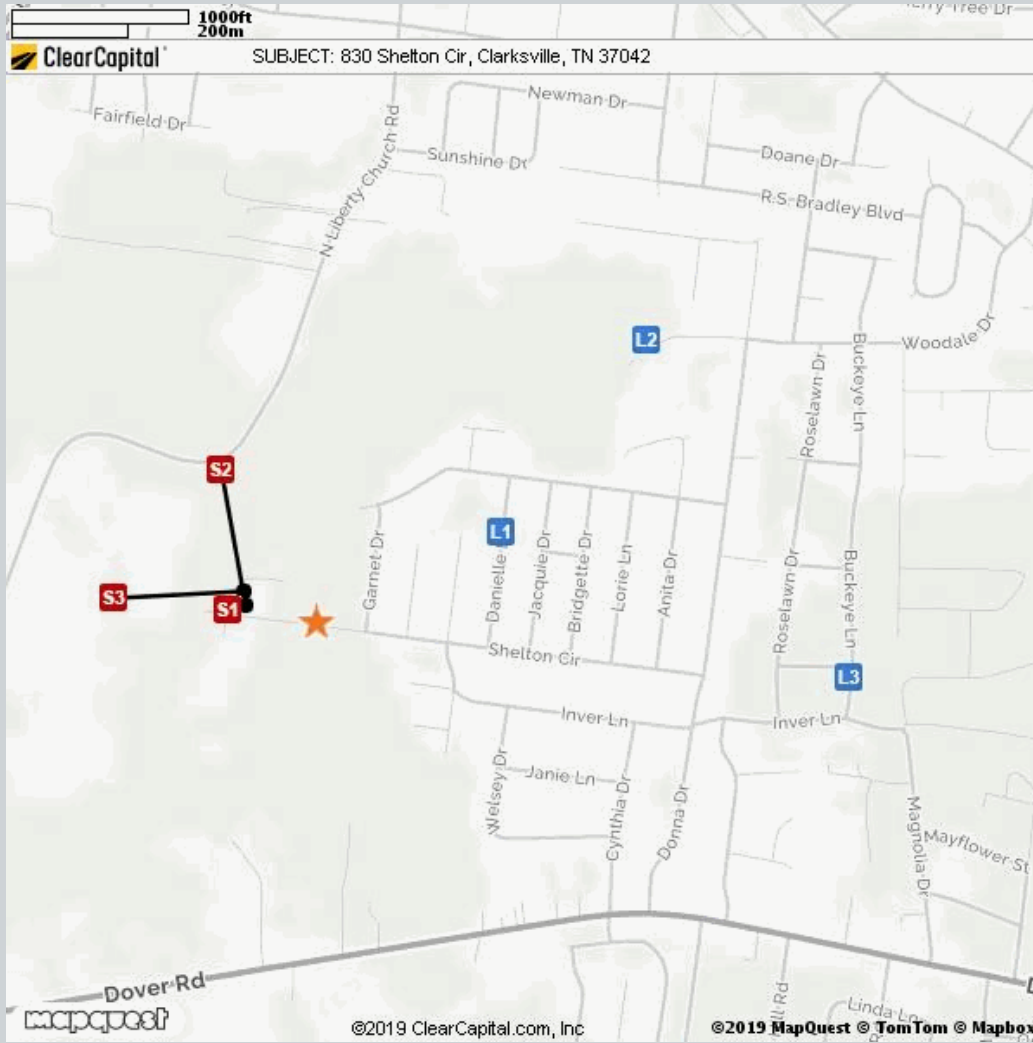 1000ft
200m
ClearCapital
SUBJECT: 830 Shelton Cir, Clarksville, TN 37042
Tree Dr
Newman Dr
Fairfield Dr
Sunshine Dr
Doane Dr
N Liberty Church Rd
R.S. Bradley Blvd
L2
Woodale Dr
Buckeye Ln
Roselawn Dr
S2
L1
Garnet Dr
Danielle
Jacquie Dr
Bridgette Dr
Lorie Ln
Anita Dr
Roselawn Dr
Buckeye Ln
S3
S1
Shelton Cir
L3
Inver Ln
Inver Ln
Welsey Dr
Janie Ln
Cynthia Dr
Donna Dr
Magnolia Dr
Mayflower St
Dover Rd
Rd
Linda Ln
mapquest
©2019 ClearCapital.com, Inc
©2019 MapQuest © TomTom © Mapbox